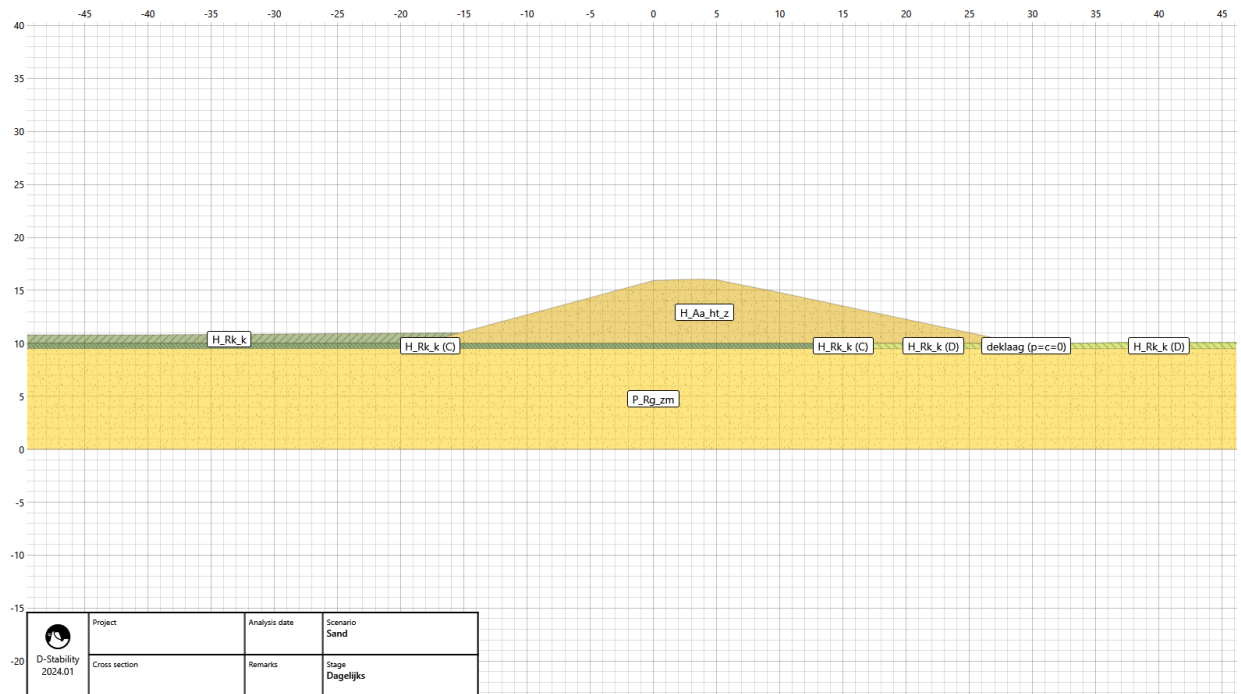 -45 -40 -35 -30 -25 -20 -15 -10 -5 0 5 10 15 20 25 30 35 40 45
40
35
30
25
20
15
H_Aa_ht_z
H_Rk_k
10
H_Rk_k (C) H_Rk_k (C) H_Rk_k (D) deklaag (p=c=0) H_Rk_k (D)
5
P_Rg_zm
0
-5
-10
-15
Project Analysis date Scenario
Sand
D-Stability
-20
Cross section Remarks Stage
2024.01
Dagelijks